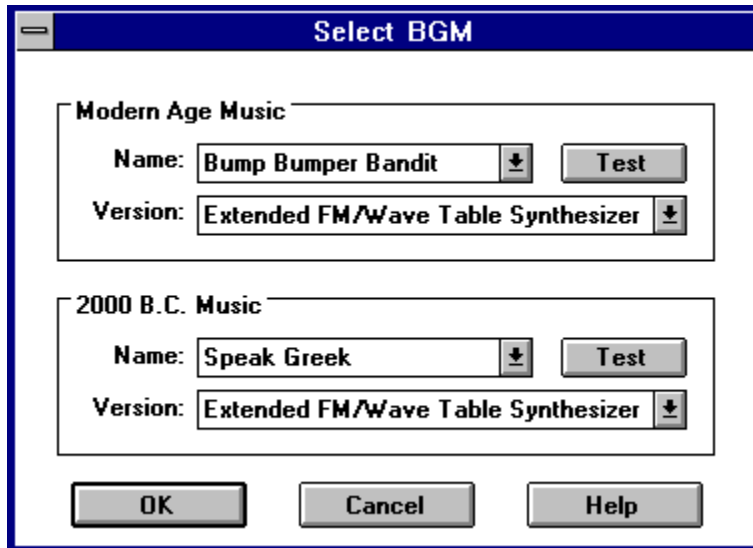 Select BGM
Modern Age Music
Name: Bump Bumper Bandit Test
Version: Extended FM/Wave Table Synthesizer
2000 B.C. Music
Name: Speak Greek Test
Version: Extended FM/Wave Table Synthesizer
OK Cancel Help